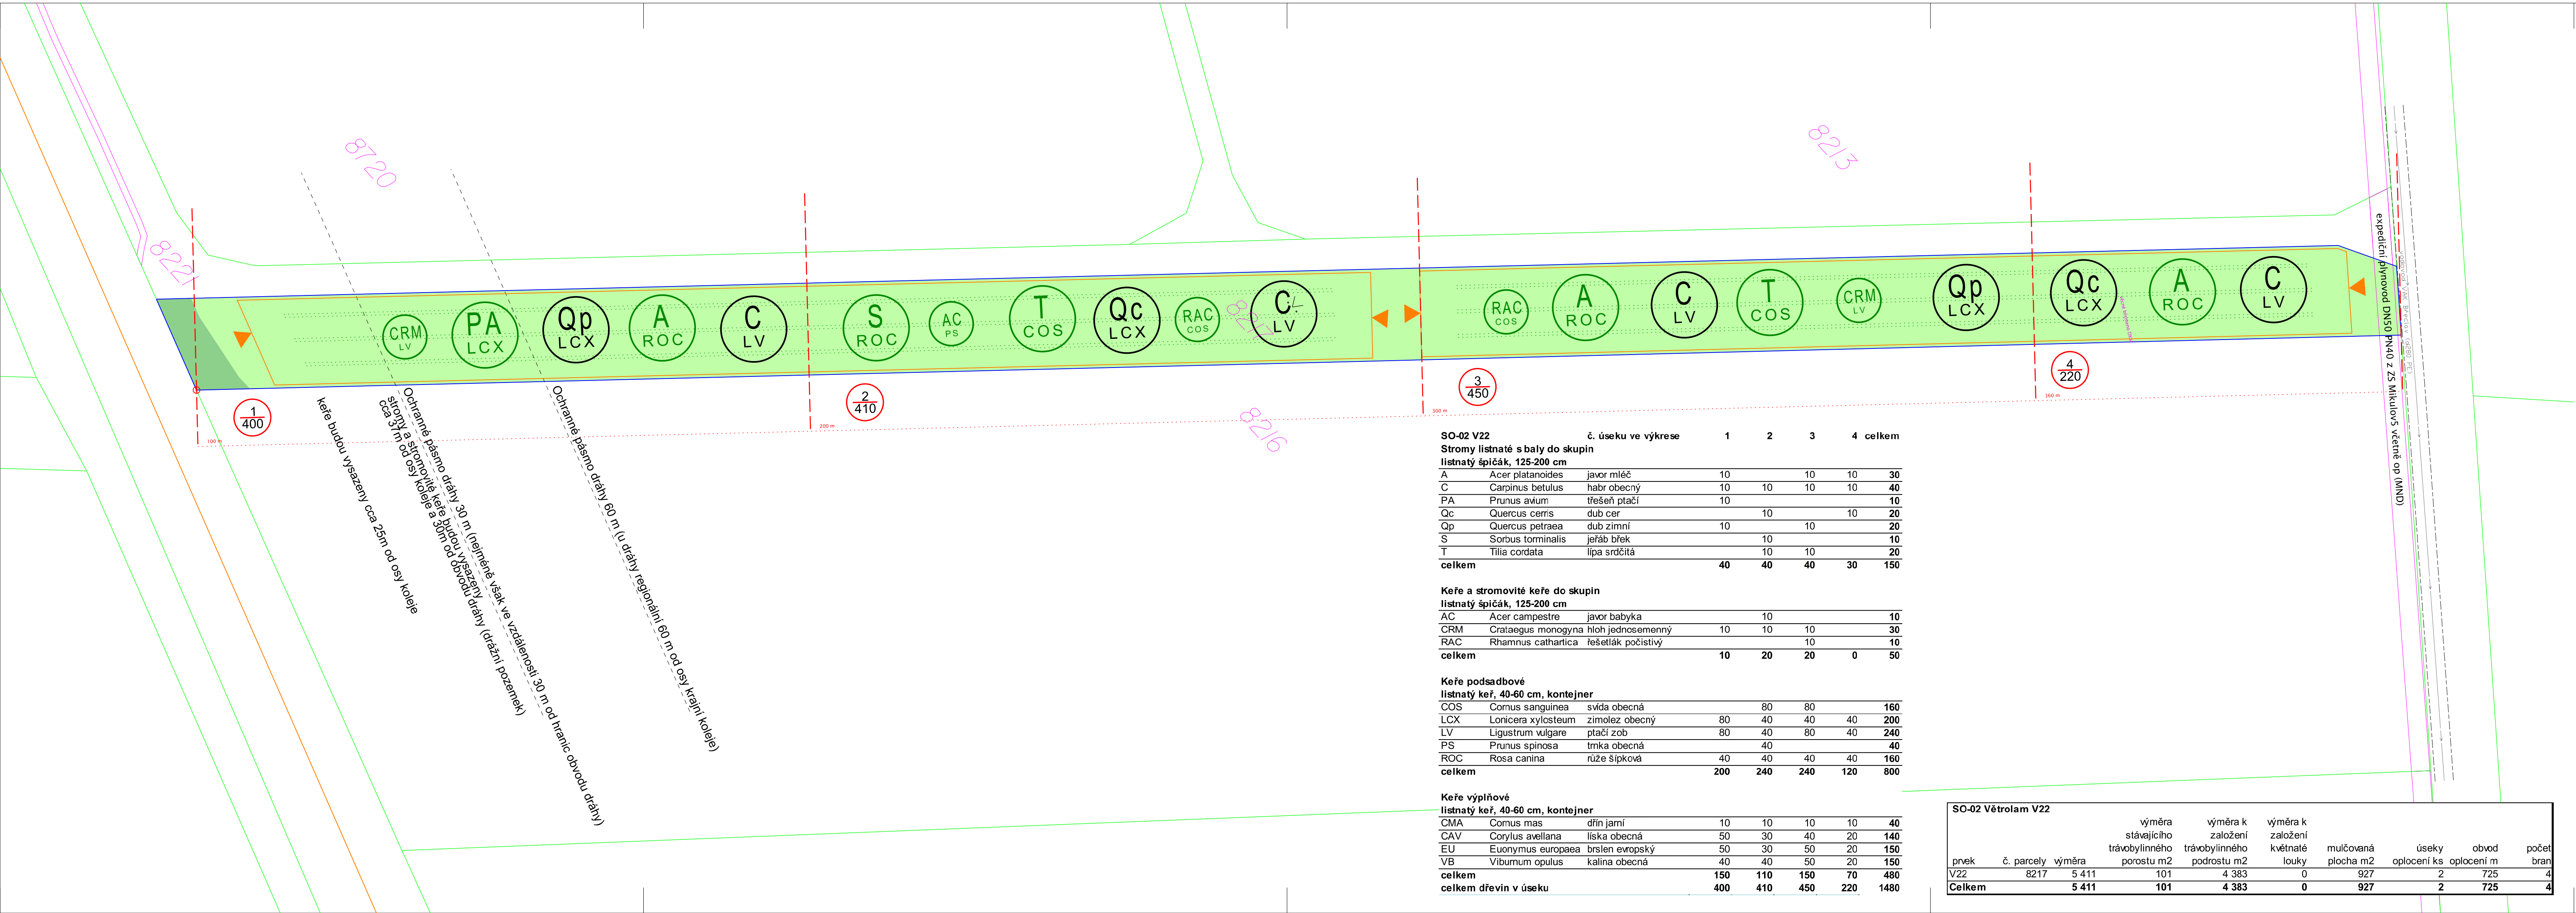 8720
8221
8213
8217
8216
CRM
LV
PA
LCX
Qp
LCX
A
ROC
C
LV
S
ROC
AC
PS
T
COS
Qc
LCX
RAC
COS
C
LV
RAC
COS
A
ROC
C
LV
T
COS
CRM
LV
Qp
LCX
Qc
LCX
A
ROC
C
LV
1
400
2
410
3
450
4
220
100 m
200 m
300 m
360 m
keře budou vysazeny cca 25m od osy koleje
Ochranné pásmo dráhy 30 m (nejméně však ve vzdálenosti 30 m od hranic obvodu dráhy)
stromy a stromovité keře budou vysazeny
cca 37m od osy koleje a 30m od obvodu dráhy (drážní pozemek)
Ochranné pásmo dráhy 60 m (u dráhy regionální 60 m od osy krajní koleje)
expediční plynovod DN50 PN40 z ZS Mikulov5 včetně op (MND)
SO-02 V22 č. úseku ve výkrese 1 2 3 4 celkem
Stromy listnaté s baly do skupin
listnatý špičák, 125-200 cm
A Acer platanoides javor mléč 10 10 10 30
C Carpinus betulus habr obecný 10 10 10 10 40
PA Prunus avium třešeň ptačí 10 10
Qc Quercus cerris dub cer 10 10 20
Qp Quercus petraea dub zimní 10 10 20
S Sorbus torminalis jeřáb břek 10 10
T Tilia cordata lípa srdčitá 10 10 20
celkem 40 40 40 30 150
Keře a stromovité keře do skupin
listnatý špičák, 125-200 cm
AC Acer campestre javor babyka 10 10
CRM Crataegus monogyna hloh jednosemenný 10 10 10 30
RAC Rhamnus cathartica řešetlák počistivý 10 10
celkem 10 20 20 0 50
Keře podsadbové
listnatý keř, 40-60 cm, kontejner
COS Cornus sanguinea svída obecná 80 80 160
LCX Lonicera xylosteum zimolez obecný 80 40 40 40 200
LV Ligustrum vulgare ptačí zob 80 40 80 40 240
PS Prunus spinosa trnka obecná 40 40
ROC Rosa canina růže šípková 40 40 40 40 160
celkem 200 240 240 120 800
Keře výplňové
listnatý keř, 40-60 cm, kontejner
CMA Cornus mas dřín jarní 10 10 10 10 40
CAV Corylus avellana líska obecná 50 30 40 20 140
EU Euonymus europaea brslen evropský 50 30 50 20 150
VB Viburnum opulus kalina obecná 40 40 50 20 150
celkem 150 110 150 70 480
celkem dřevin v úseku 400 410 450 220 1480
SO-02 Větrolam V22
výměra výměra k výměra k
stávajícího založení založení
trávobylinného trávobylinného květnaté mulčovaná úseky obvod počet
prvek č. parcely výměra porostu m2 podrostu m2 louky plocha m2 oplocení ks oplocení m bran
V22 8217 5 411 101 4 383 0 927 2 725 4
Celkem 5 411 101 4 383 0 927 2 725 4